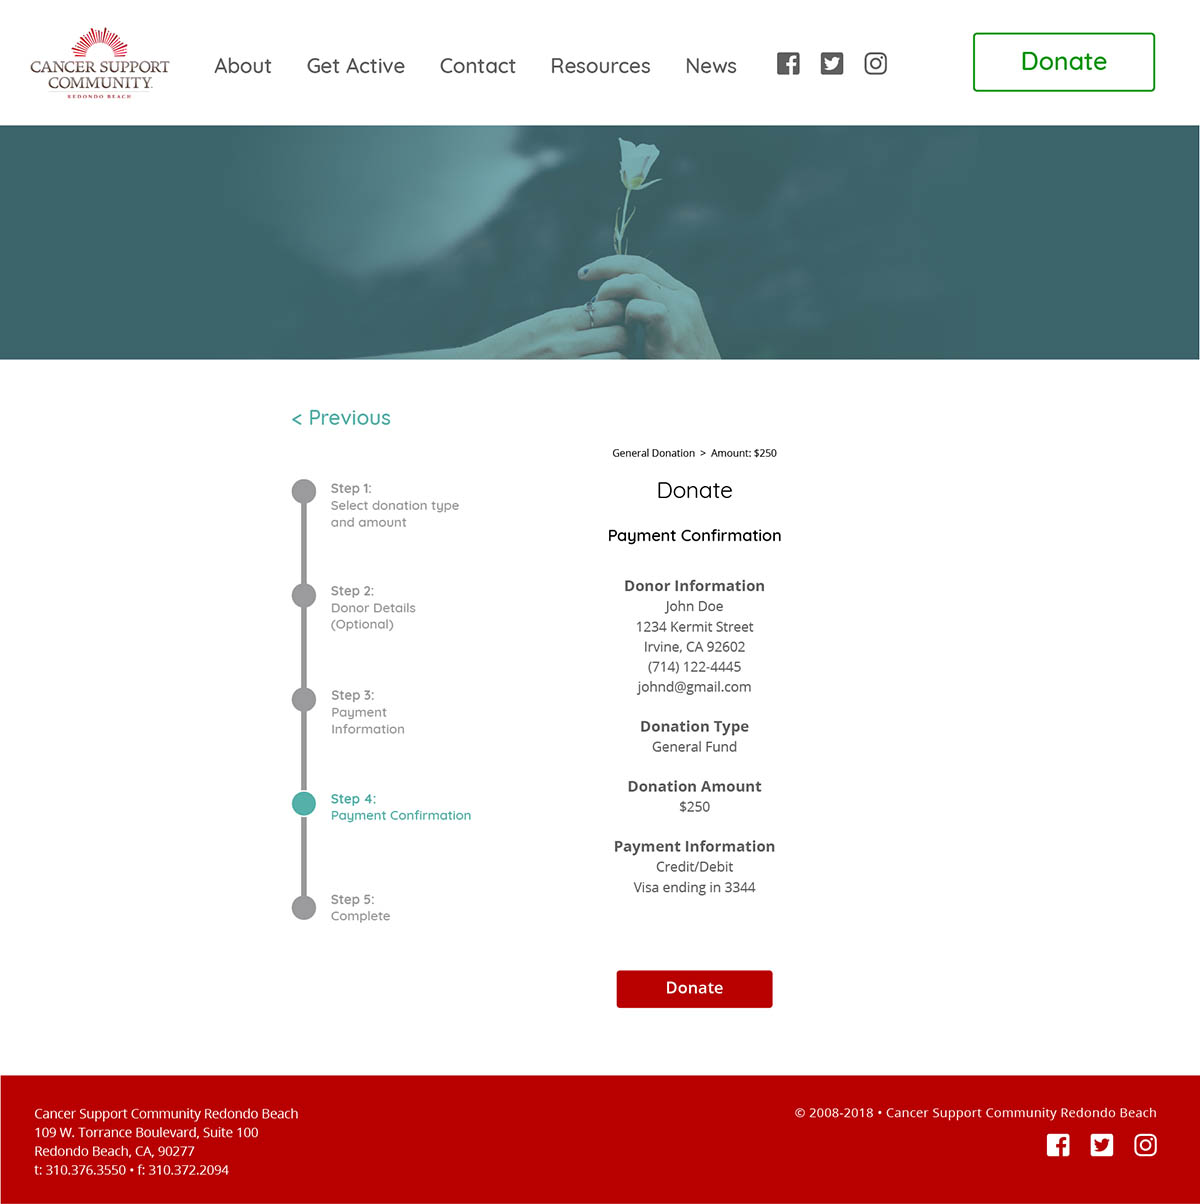 CANCER SUPPORT
COMMUNITY
REDONDO BEACH
About
Get Active
Contact
Resources
News
Donate
< Previous
General Donation > Amount: $250
Donate
Payment Confirmation
Step 1:
Select donation type
and amount
Step 2:
Donor Details
(Optional)
Step 3:
Payment
Information
Step 4:
Payment Confirmation
Step 5:
Complete
Donor Information
John Doe
1234 Kermit Street
Irvine, CA 92602
(714) 122-4445
johnd@gmail.com
Donation Type
General Fund
Donation Amount
$250
Payment Information
Credit/Debit
Visa ending in 3344
Donate
Cancer Support Community Redondo Beach
109 W. Torrance Boulevard, Suite 100
Redondo Beach, CA, 90277
t: 310.376.3550 • f: 310.372.2094
© 2008-2018 • Cancer Support Community Redondo Beach